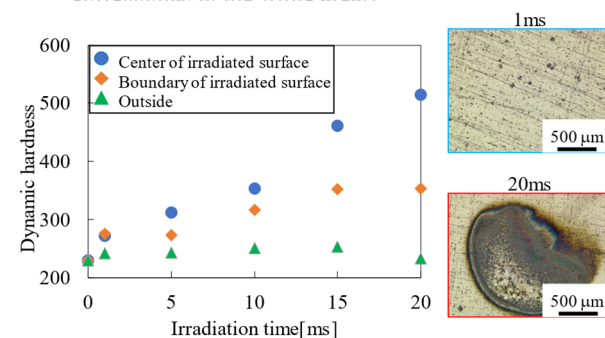 1ms
600
Center of irradiated surface
Boundary of irradiated surface
Outside
500
400
300
200
Dynamic hardness
0
5
10
15
20
Irradiation time[ms]
500 μm
20ms
500 μm